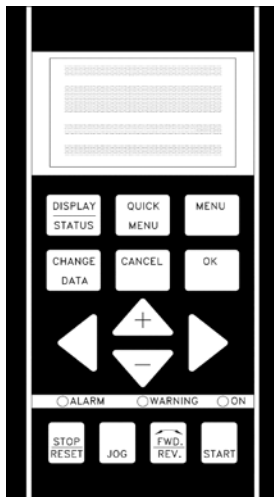 DISPLAY
STATUS
QUICK
MENU
MENU
CHANGE
DATA
CANCEL
OK
+
−
ALARM
WARNING
ON
STOP
RESET
JOG
FWD.
REV.
START